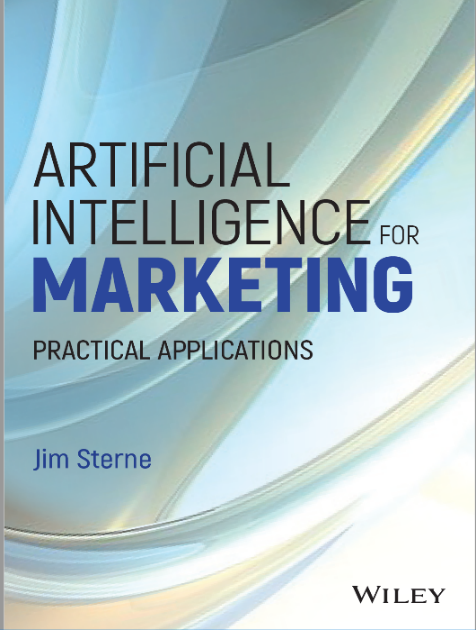 ARTIFICIAL
INTELLIGENCE FOR
MARKETING
PRACTICAL APPLICATIONS
Jim Sterne
WILEY